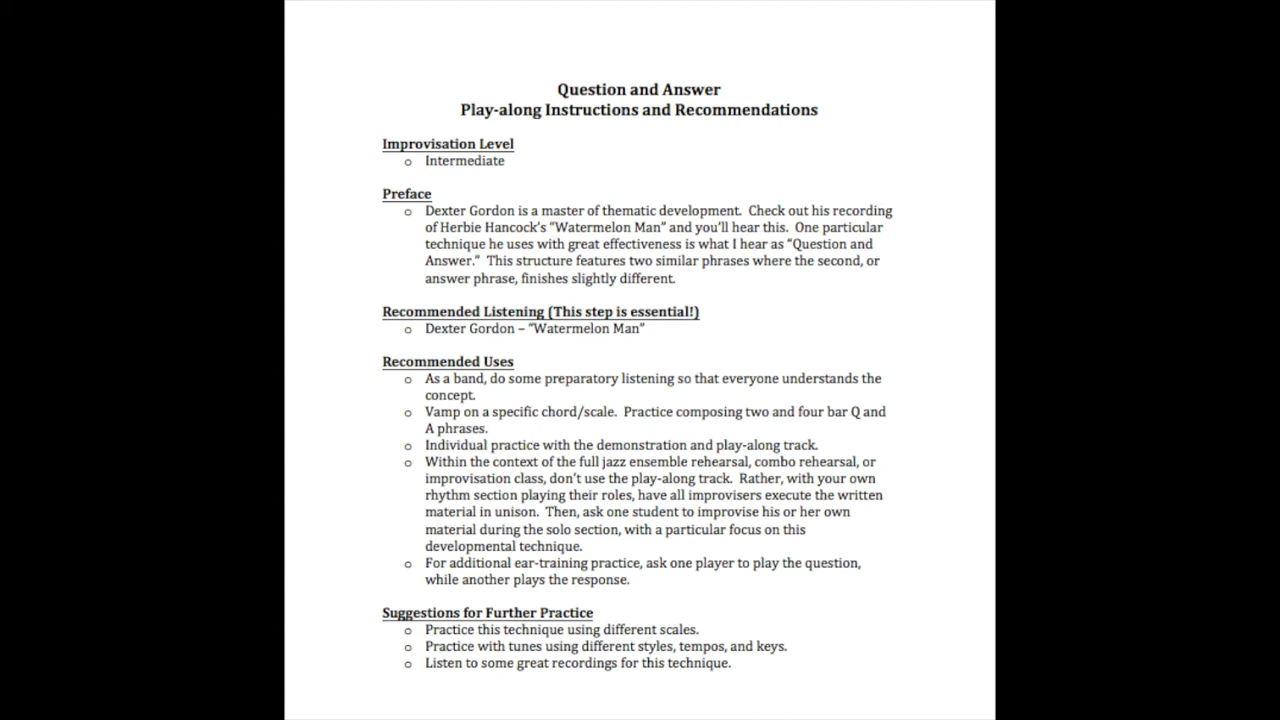 Question and Answer
Play-along Instructions and Recommendations
Improvisation Level
o Intermediate
Preface
o Dexter Gordon is a master of thematic development. Check out his recording
of Herbie Hancock's "Watermelon Man" and you'll hear this. One particular
technique he uses with great effectiveness is what I hear as "Question and
Answer." This structure features two similar phrases where the second, or
answer phrase, finishes slightly different.
Recommended Listening (This step is essential!)
o Dexter Gordon – "Watermelon Man"
Recommended Uses
o As a band, do some preparatory listening so that everyone understands the
concept.
o Vamp on a specific chord/scale. Practice composing two and four bar Q and
A phrases.
o Individual practice with the demonstration and play-along track.
o Within the context of the full jazz ensemble rehearsal, combo rehearsal, or
improvisation class, don't use the play-along track. Rather, with your own
rhythm section playing their roles, have all improvisers execute the written
material in unison. Then, ask one student to improvise his or her own
material during the solo section, with a particular focus on this
developmental technique.
o For additional ear-training practice, ask one player to play the question,
while another plays the response.
Suggestions for Further Practice
o Practice this technique using different scales.
o Practice with tunes using different styles, tempos, and keys.
o Listen to some great recordings for this technique.